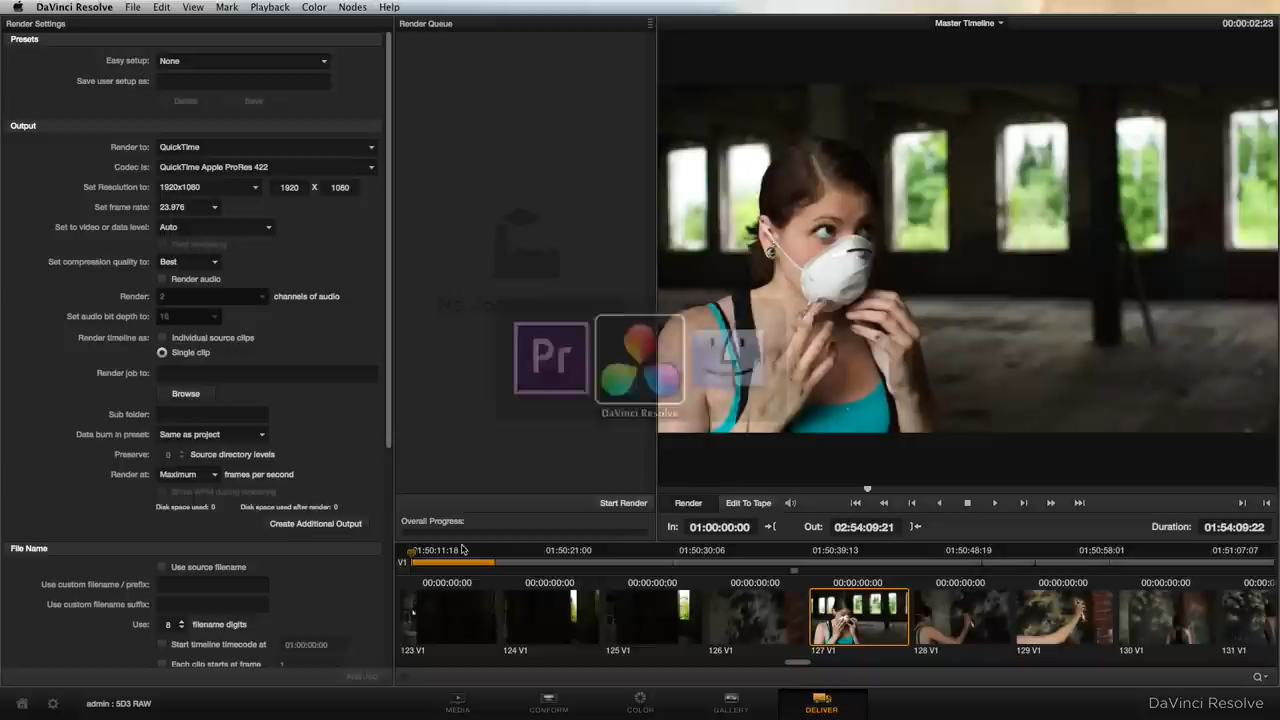 DaVinci Resolve File Edit View Mark Playback Color Nodes Help
Render Settings
Presets
Easy setup: None
Save user setup as:
Delete Save
Output
Render to: QuickTime
Codec is: QuickTime Apple ProRes 422
Set Resolution to: 1920x1080 1920 X 1080
Set frame rate: 23.976
Set to video or data level: Auto
Field rendering
Set compression quality to: Best
Render audio
Render: 2 channels of audio
Set audio bit depth to: 16
Render timeline as: Individual source clips
Single clip
Render job to:
Browse
Sub folder:
Data burn in preset: Same as project
Preserve: 0 Source directory levels
Render at: Maximum frames per second
Disk space used: 0 Disk space used after render: 0
Create Additional Output
File Name
Use source filename
Use custom filename / prefix:
Use custom filename suffix:
Use: 8 filename digits
Start timeline timecode at 01:00:00:00
Each clip starts at frame 1
Add Job
Render Queue
Start Render
Overall Progress:
Master Timeline 00:00:02:23
Pr
DaVinci Resolve
Render Edit To Tape
In: 01:00:00:00 Out: 02:54:09:21 Duration: 01:54:09:22
01:50:11:18 01:50:21:00 01:50:30:06 01:50:39:13 01:50:48:19 01:50:58:01 01:51:07:07
V1
00:00:00:00 00:00:00:00 00:00:00:00 00:00:00:00 00:00:00:00 00:00:00:00 00:00:00:00 00:00:00:00
123 V1 124 V1 125 V1 126 V1 127 V1 128 V1 129 V1 130 V1 131 V1
admin : 5D3 RAW
MEDIA CONFORM COLOR GALLERY DELIVER
DaVinci Resolve